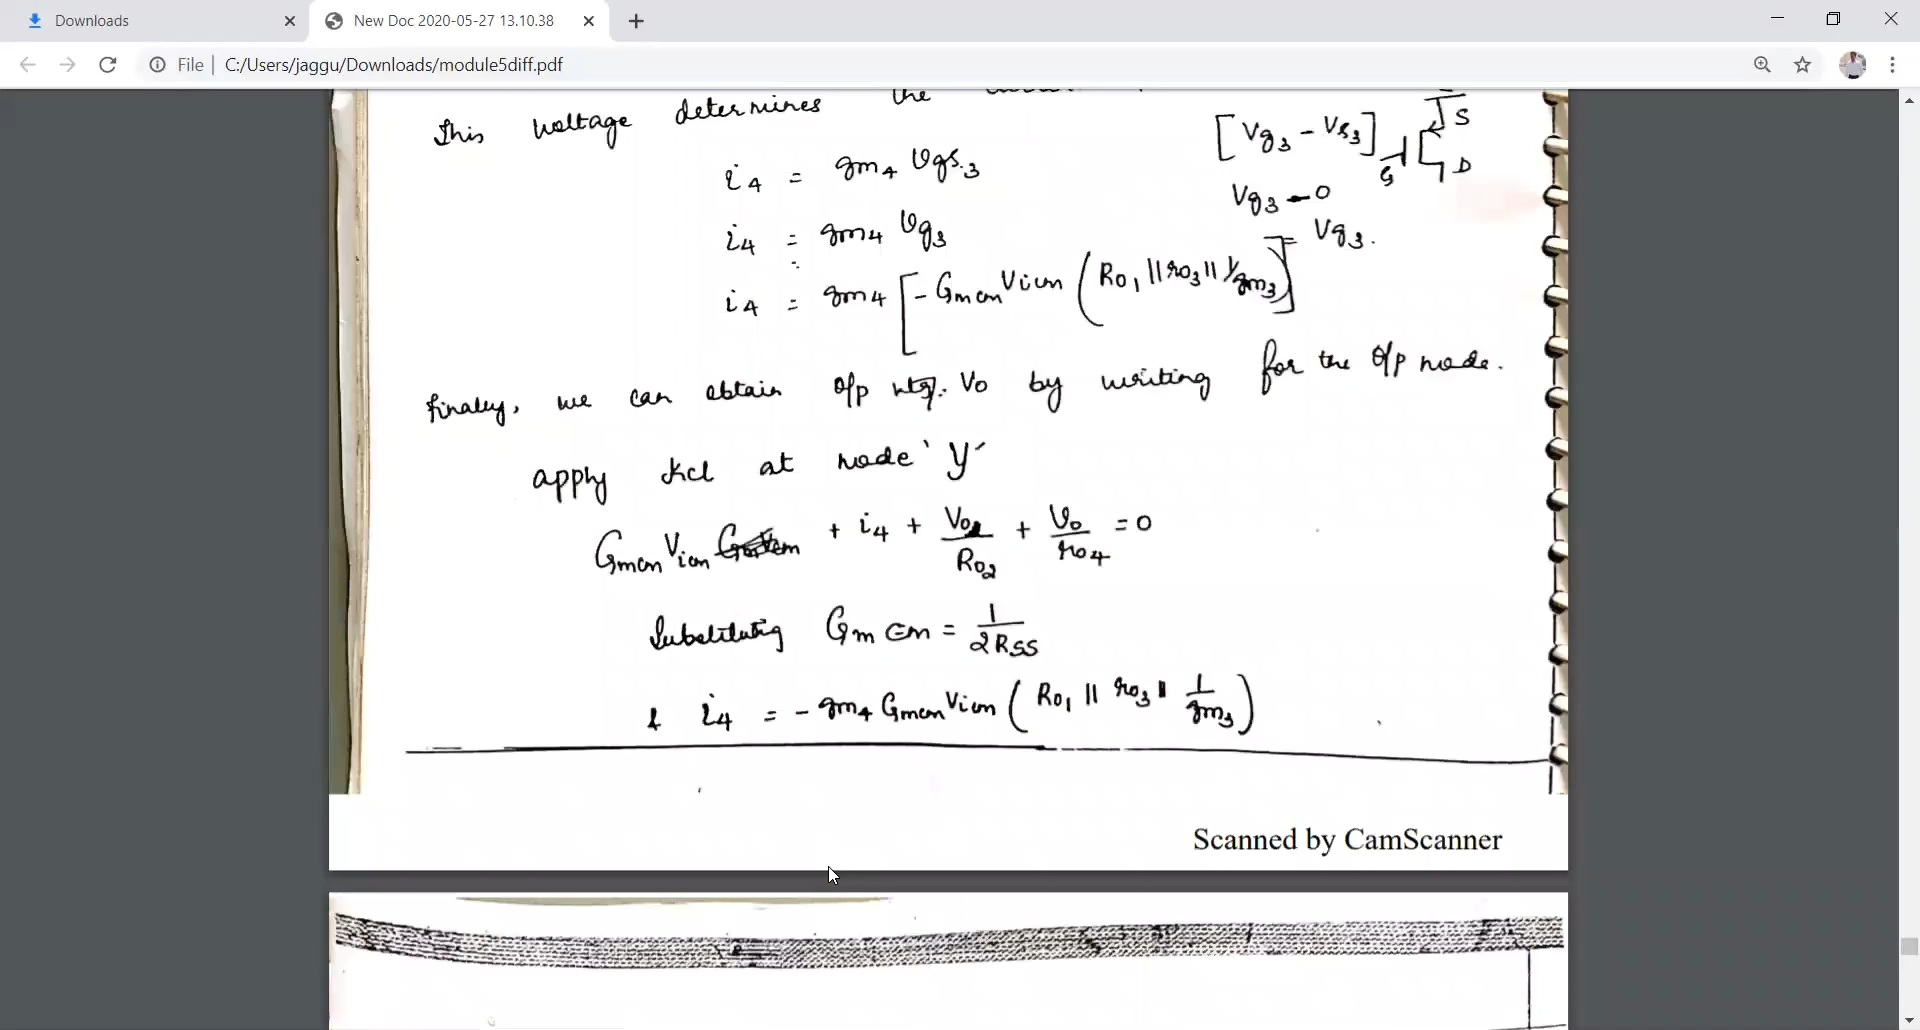 Downloads
New Doc 2020-05-27 13.10.38
File | C:/Users/jaggu/Downloads/module5diff.pdf
This voltage determines the
[Vg3 - Vs3]
S
G
D
i4 = gm4 Vgs3
Vg3 - 0
= Vg3.
i4 = gm4 Vg3
i4 = gm4 [- Gmcm Vicm (Ro1 || ro3 || 1/gm3)]
finally, we can obtain o/p vtg. Vo by writing for the o/p node.
apply kcl at node 'Y'
Gmcm Vicm + i4 + Vo/Ro2 + Vo/ro4 = 0
Substituting Gmcm = 1/2RSS
& i4 = - gm4 Gmcm Vicm (Ro1 || ro3 || 1/gm3)
Scanned by CamScanner